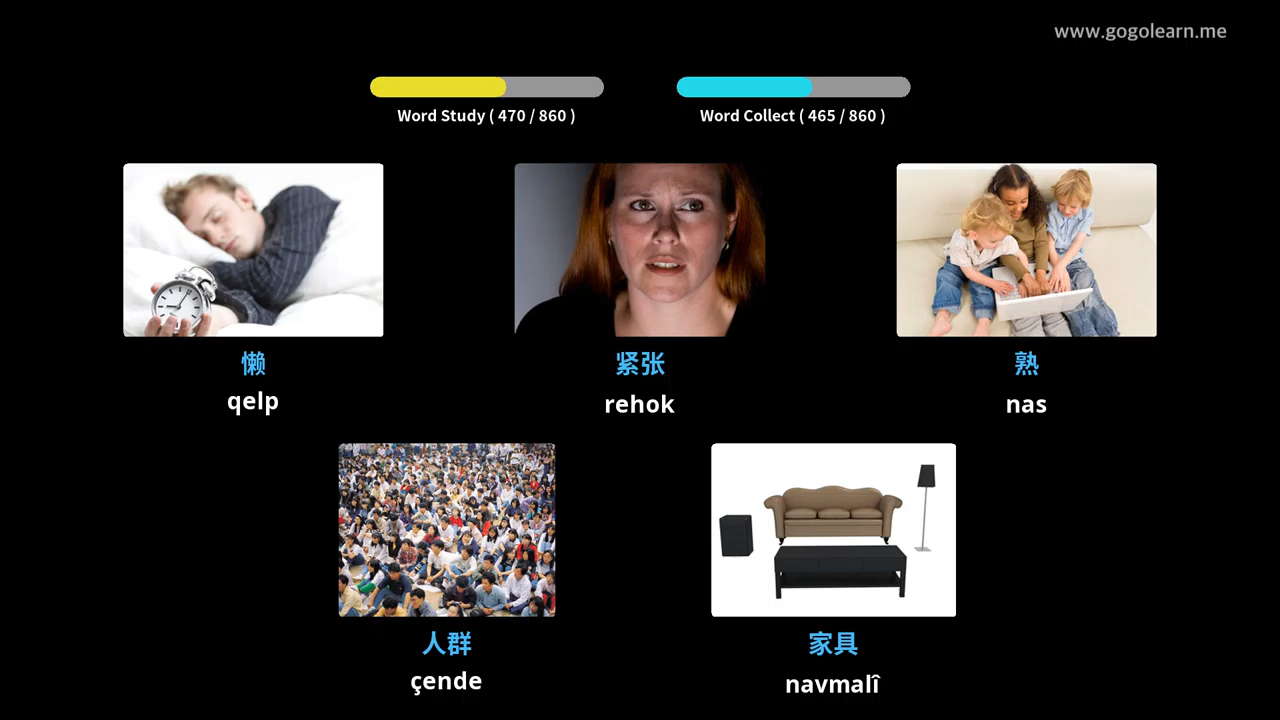 www.gogolearn.me
Word Study ( 470 / 860 )
Word Collect ( 465 / 860 )
懒
qelp
紧张
rehok
熟
nas
人群
çende
家具
navmalî